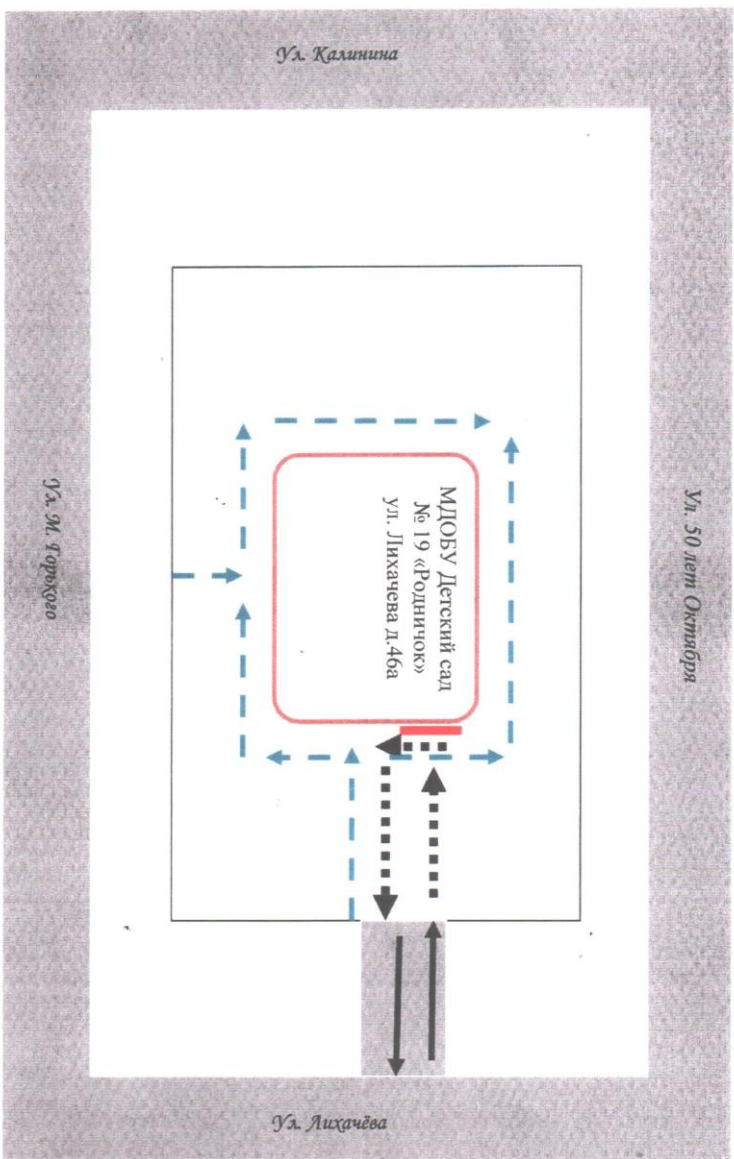 Ул. Калинина
Ул. 50 лет Октября
МДОБУ Детский сад
№ 19 «Родничок»
ул. Лихачева д.46а
Ул. М. Горького
Ул. Лихачёва